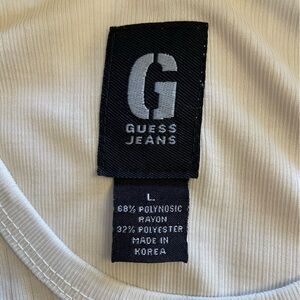 G
GUESS
JEANS
L
68% POLYNOSIC
RAYON
32% POLYESTER
MADE IN
KOREA